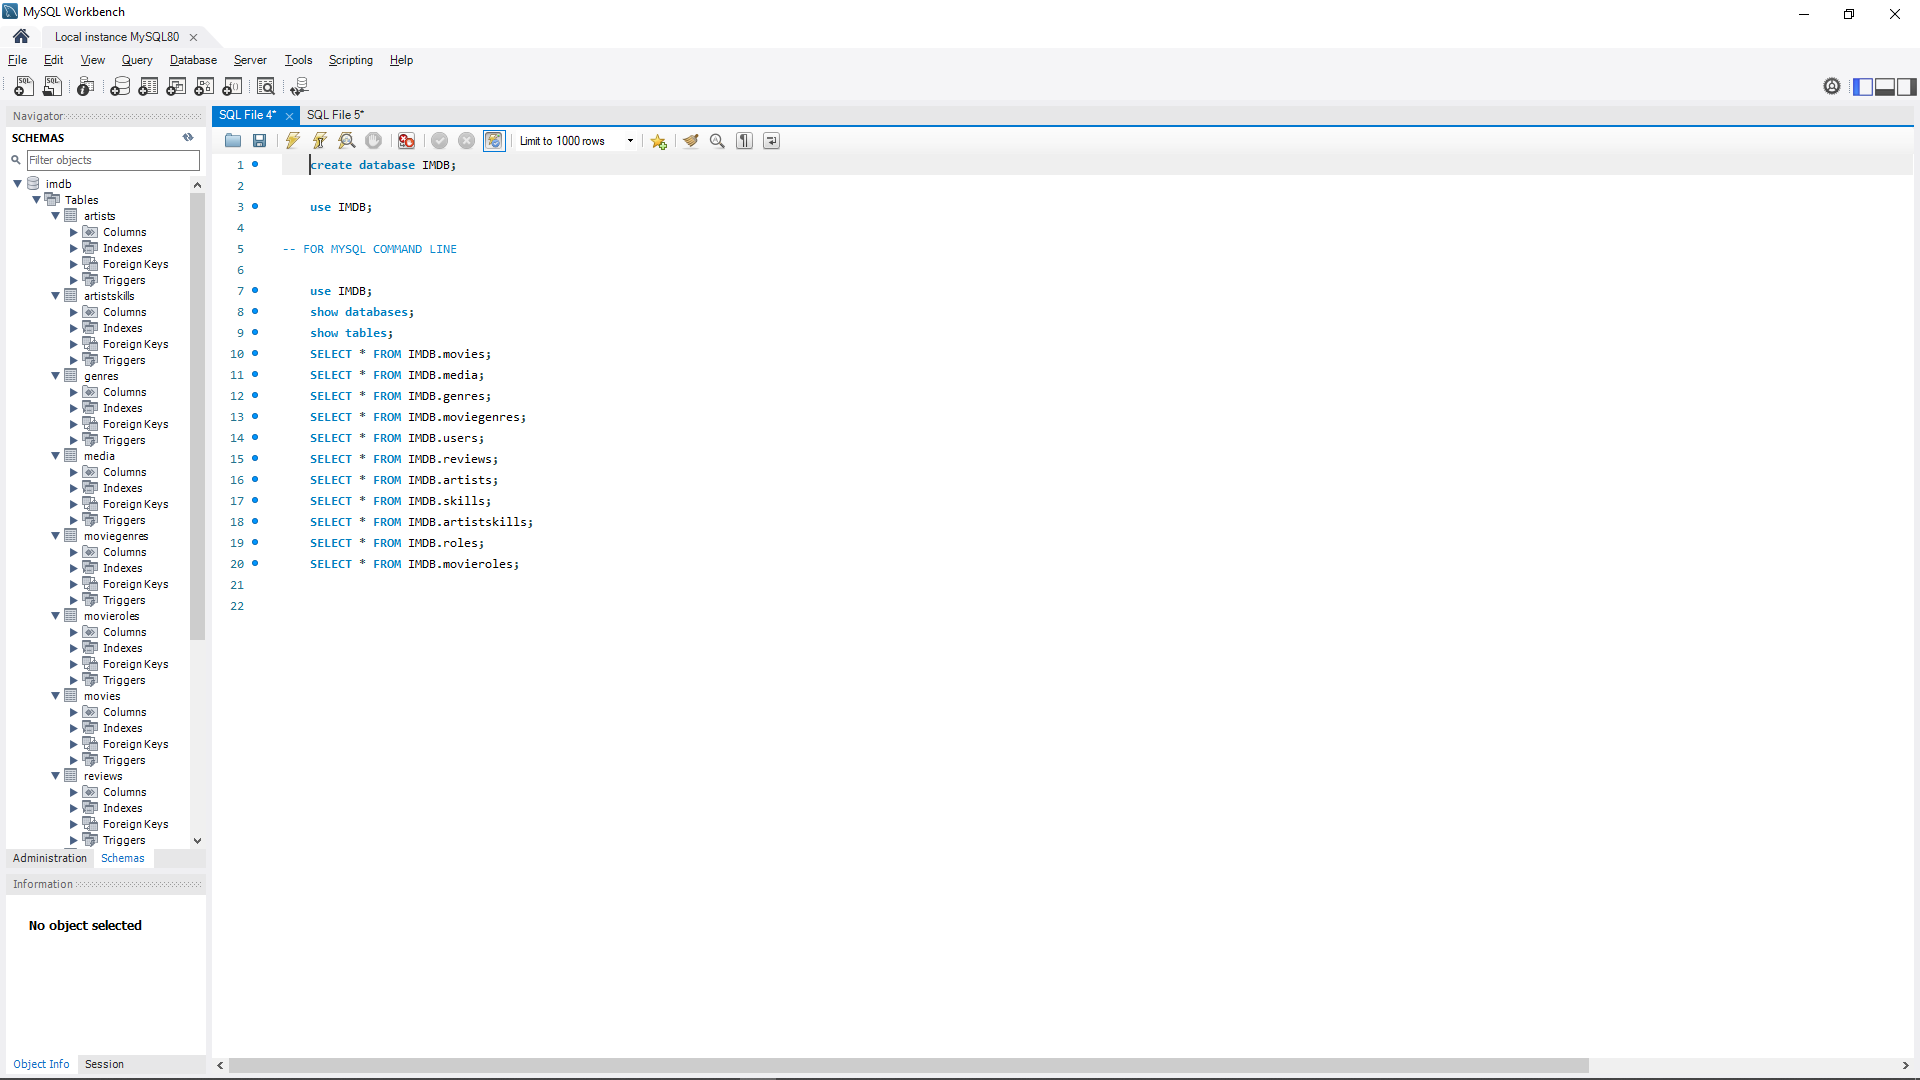 MySQL Workbench
Local instance MySQL80
File Edit View Query Database Server Tools Scripting Help
Navigator
SCHEMAS
Filter objects
imdb
Tables
artists
Columns
Indexes
Foreign Keys
Triggers
artistskills
Columns
Indexes
Foreign Keys
Triggers
genres
Columns
Indexes
Foreign Keys
Triggers
media
Columns
Indexes
Foreign Keys
Triggers
moviegenres
Columns
Indexes
Foreign Keys
Triggers
movieroles
Columns
Indexes
Foreign Keys
Triggers
movies
Columns
Indexes
Foreign Keys
Triggers
reviews
Columns
Indexes
Foreign Keys
Triggers
Administration Schemas
Information
No object selected
Object Info Session
SQL File 4* SQL File 5*
Limit to 1000 rows
1 create database IMDB;
2
3 use IMDB;
4
5 -- FOR MYSQL COMMAND LINE
6
7 use IMDB;
8 show databases;
9 show tables;
10 SELECT * FROM IMDB.movies;
11 SELECT * FROM IMDB.media;
12 SELECT * FROM IMDB.genres;
13 SELECT * FROM IMDB.moviegenres;
14 SELECT * FROM IMDB.users;
15 SELECT * FROM IMDB.reviews;
16 SELECT * FROM IMDB.artists;
17 SELECT * FROM IMDB.skills;
18 SELECT * FROM IMDB.artistskills;
19 SELECT * FROM IMDB.roles;
20 SELECT * FROM IMDB.movieroles;
21
22